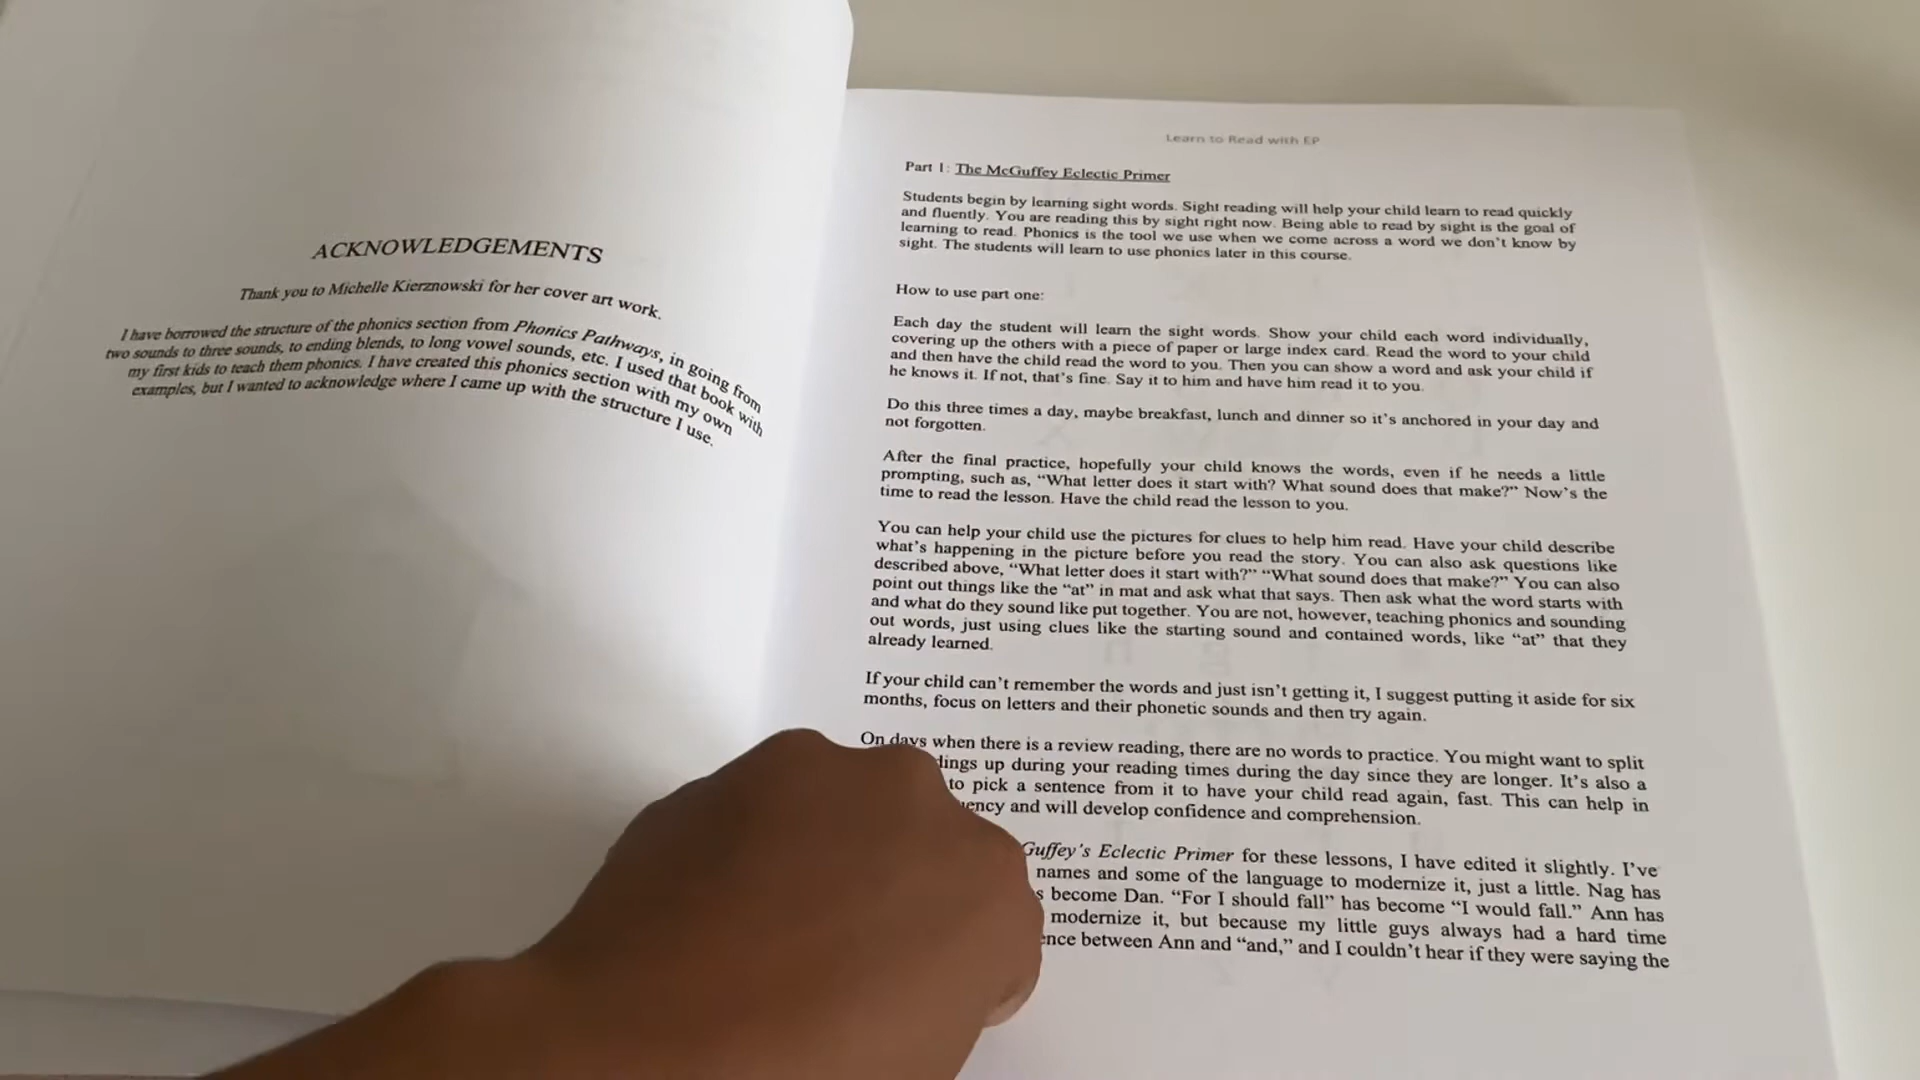 ACKNOWLEDGEMENTS
Thank you to Michelle Kierznowski for her cover art work.
I have borrowed the structure of the phonics section from Phonics Pathways, in going from
two sounds to three sounds, to ending blends, to long vowel sounds, etc. I used that book with
my first kids to teach them phonics. I have created this phonics section with my own
examples, but I wanted to acknowledge where I came up with the structure I use.
Learn to Read with EP
Part 1: The McGuffey Eclectic Primer
Students begin by learning sight words. Sight reading will help your child learn to read quickly
and fluently. You are reading this by sight right now. Being able to read by sight is the goal of
learning to read. Phonics is the tool we use when we come across a word we don't know by
sight. The students will learn to use phonics later in this course.
How to use part one:
Each day the student will learn the sight words. Show your child each word individually,
covering up the others with a piece of paper or large index card. Read the word to your child
and then have the child read the word to you. Then you can show a word and ask your child if
he knows it. If not, that's fine. Say it to him and have him read it to you.
Do this three times a day, maybe breakfast, lunch and dinner so it's anchored in your day and
not forgotten.
After the final practice, hopefully your child knows the words, even if he needs a little
prompting, such as, “What letter does it start with? What sound does that make?” Now's the
time to read the lesson. Have the child read the lesson to you.
You can help your child use the pictures for clues to help him read. Have your child describe
what's happening in the picture before you read the story. You can also ask questions like
described above, “What letter does it start with?” “What sound does that make?” You can also
point out things like the “at” in mat and ask what that says. Then ask what the word starts with
and what do they sound like put together. You are not, however, teaching phonics and sounding
out words, just using clues like the starting sound and contained words, like “at” that they
already learned.
If your child can't remember the words and just isn't getting it, I suggest putting it aside for six
months, focus on letters and their phonetic sounds and then try again.
On days when there is a review reading, there are no words to practice. You might want to split
up during your reading times during the day since they are longer. It's also a
to pick a sentence from it to have your child read again, fast. This can help in
and will develop confidence and comprehension.
Guffey's Eclectic Primer for these lessons, I have edited it slightly. I've
names and some of the language to modernize it, just a little. Nag has
become Dan. “For I should fall” has become “I would fall.” Ann has
modernize it, but because my little guys always had a hard time
between Ann and “and,” and I couldn't hear if they were saying the